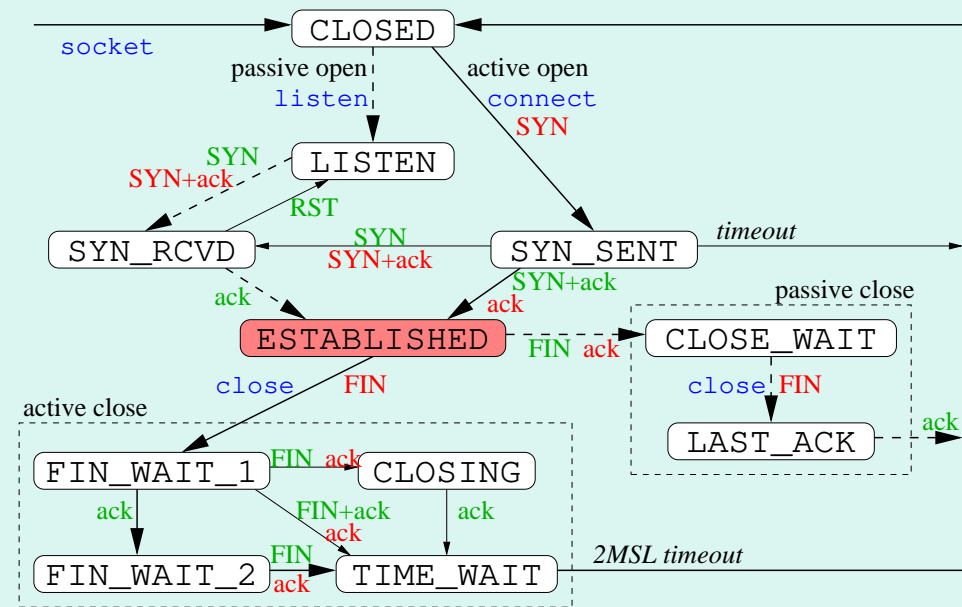 CLOSED
socket
passive open
active open
listen
connect
SYN
LISTEN
SYN
SYN+ack
RST
SYN_RCVD
SYN
SYN+ack
SYN_SENT
timeout
ack
SYN+ack
ack
passive close
ESTABLISHED
FIN ack
CLOSE_WAIT
close FIN
close FIN
active close
LAST_ACK
ack
FIN_WAIT_1
FIN ack
CLOSING
ack
FIN+ack
ack
ack
FIN_WAIT_2
FIN
ack
TIME_WAIT
2MSL timeout